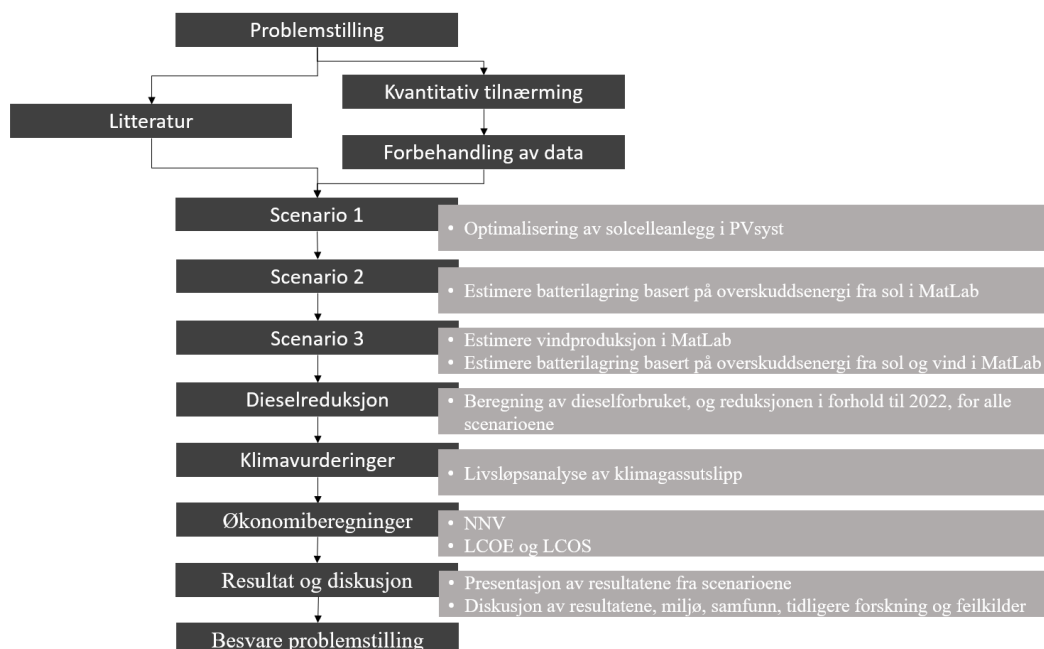 Problemstilling
Kvantitativ tilnærming
Litteratur
Forbehandling av data
Scenario 1
• Optimalisering av solcelleanlegg i PVsyst
Scenario 2
• Estimere batterilagring basert på overskuddsenergi fra sol i MatLab
Scenario 3
• Estimere vindproduksjon i MatLab
• Estimere batterilagring basert på overskuddsenergi fra sol og vind i MatLab
Dieselreduksjon
• Beregning av dieselforbruket, og reduksjonen i forhold til 2022, for alle
scenarioene
Klimavurderinger
• Livsløpsanalyse av klimagassutslipp
Økonomiberegninger
• NNV
• LCOE og LCOS
Resultat og diskusjon
• Presentasjon av resultatene fra scenarioene
• Diskusjon av resultatene, miljø, samfunn, tidligere forskning og feilkilder
Besvare problemstilling